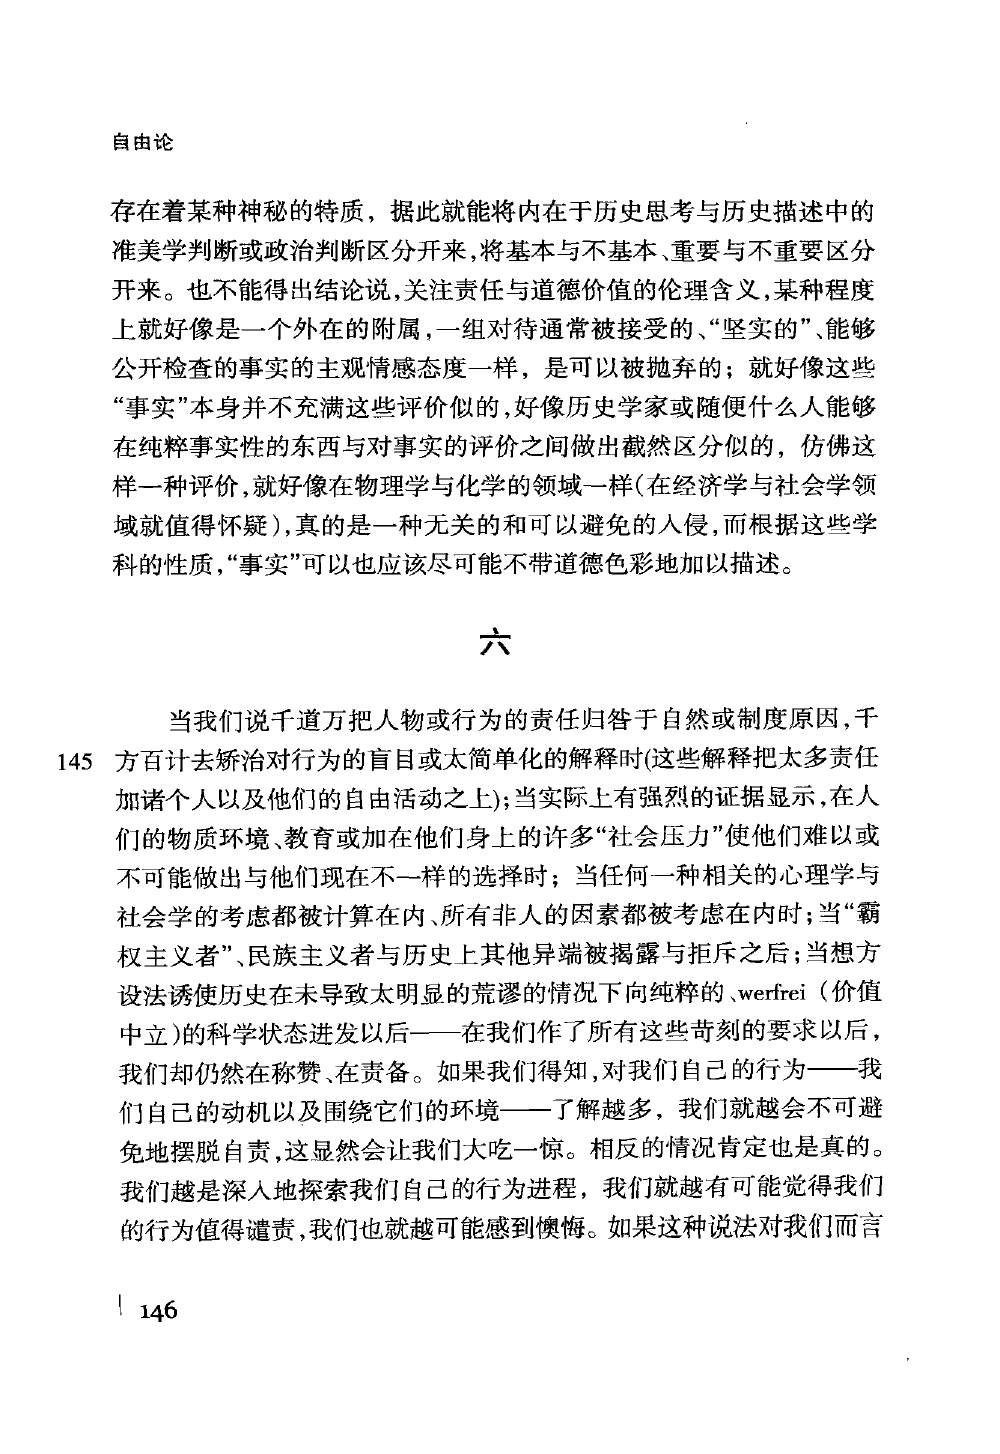 自由论
存在着某种神秘的特质，据此就能将内在于历史思考与历史描述中的
准美学判断或政治判断区分开来，将基本与不基本、重要与不重要区分
开来。也不能得出结论说，关注责任与道德价值的伦理含义，某种程度
上就好像是一个外在的附属，一组对待通常被接受的、“坚实的”、能够
公开检查的事实的主观情感态度一样，是可以被抛弃的；就好像这些
“事实”本身并不充满这些评价似的，好像历史学家或随便什么人能够
在纯粹事实性的东西与对事实的评价之间做出截然区分似的，仿佛这
样一种评价，就好像在物理学与化学的领域一样（在经济学与社会学领
域就值得怀疑），真的是一种无关的和可以避免的入侵，而根据这些学
科的性质，“事实”可以也应该尽可能不带道德色彩地加以描述。
六
当我们说千道万把人物或行为的责任归咎于自然或制度原因，千
145 方百计去矫治对行为的盲目或太简单化的解释时(这些解释把太多责任
加诸个人以及他们的自由活动之上)；当实际上有强烈的证据显示，在人
们的物质环境、教育或加在他们身上的许多“社会压力”使他们难以或
不可能做出与他们现在不一样的选择时；当任何一种相关的心理学与
社会学的考虑都被计算在内、所有非人的因素都被考虑在内时；当“霸
权主义者”、民族主义者与历史上其他异端被揭露与拒斥之后；当想方
设法诱使历史在未导致太明显的荒谬的情况下向纯粹的、werfrei（价值
中立）的科学状态进发以后——在我们作了所有这些苛刻的要求以后，
我们却仍然在称赞、在责备。如果我们得知，对我们自己的行为——我
们自己的动机以及围绕它们的环境——了解越多，我们就越会不可避
免地摆脱自责，这显然会让我们大吃一惊。相反的情况肯定也是真的。
我们越是深入地探索我们自己的行为进程，我们就越有可能觉得我们
的行为值得谴责，我们也就越可能感到懊悔。如果这种说法对我们而言
146